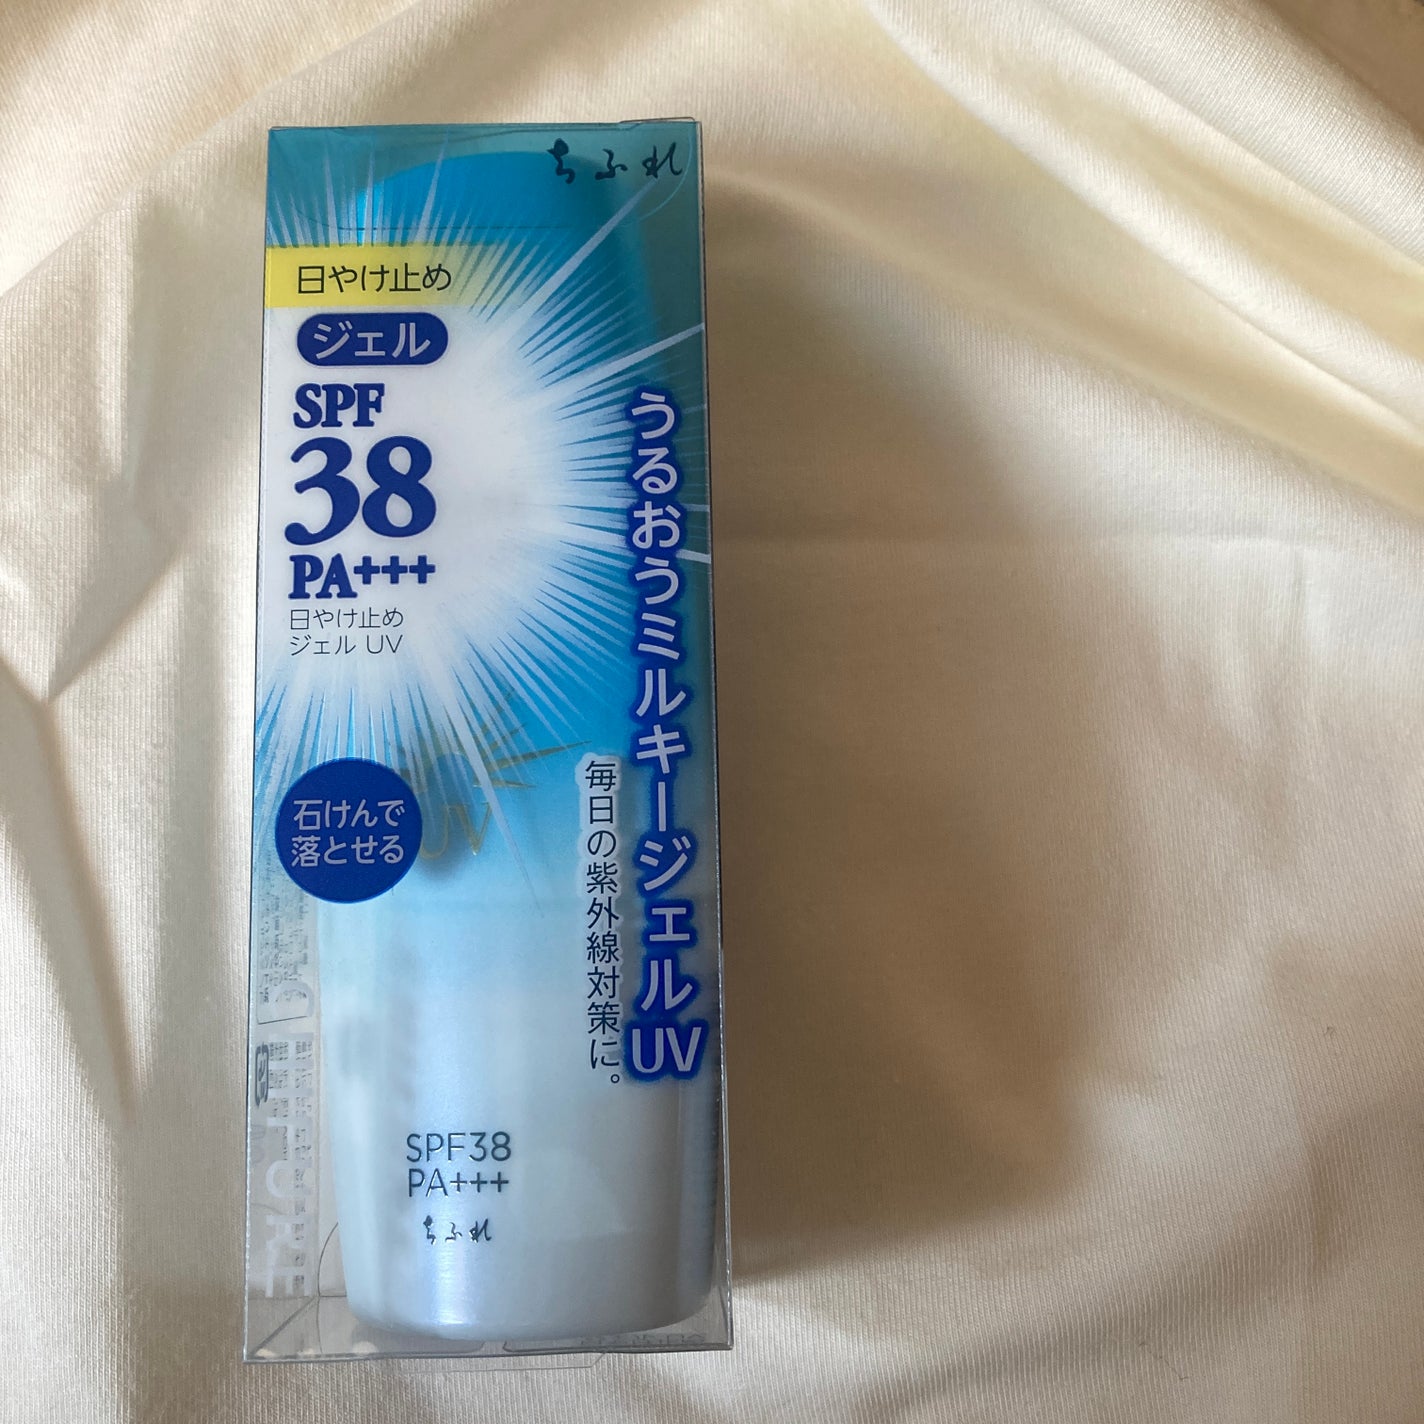 ちふれ
日やけ止め
ジェル
SPF
38
PA+++
日やけ止め
ジェル UV
うるおうミルキージェルUV
毎日の紫外線対策に。
石けんで
落とせる
UV
SPF38
PA+++
ちふれ